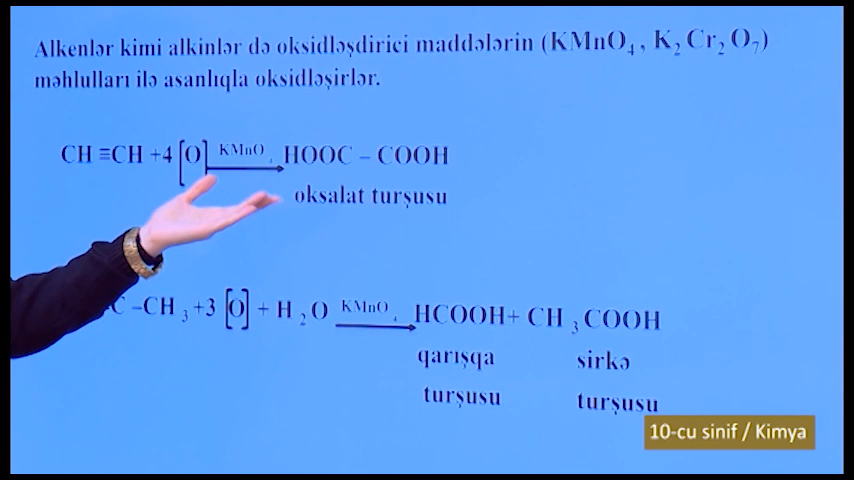 Alkenlər kimi alkinlər də oksidləşdirici maddələrin (KMnO₄, K₂Cr₂O₇)
məhlulları ilə asanlıqla oksidləşirlər.
CH ≡CH +4 [O] KMnO₄ HOOC – COOH
oksalat turşusu
C –CH₃ +3 [O] + H₂O KMnO₄ HCOOH+ CH₃COOH
qarışqa sirkə
turşusu turşusu
10-cu sinif / Kimya